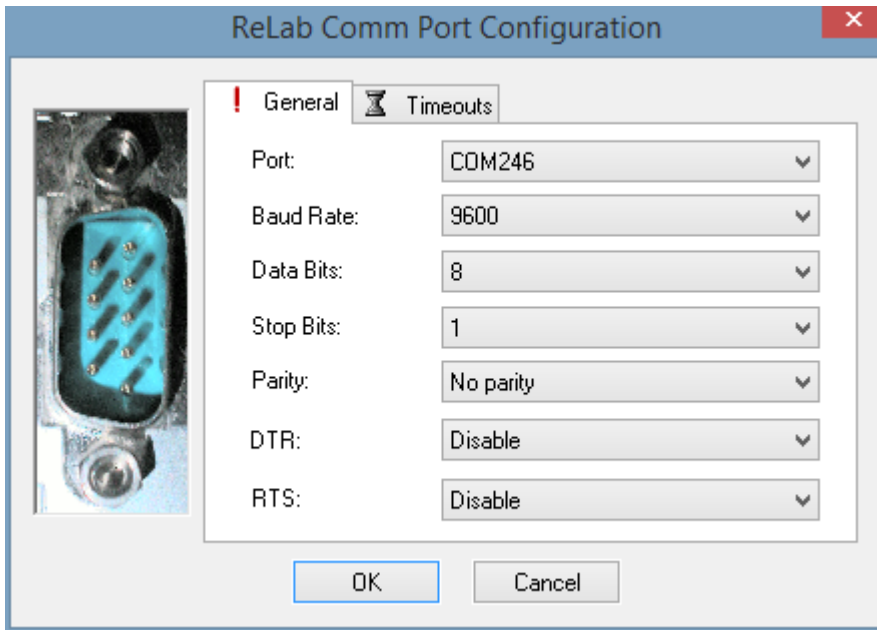 ReLab Comm Port Configuration
General Timeouts
Port: COM246
Baud Rate: 9600
Data Bits: 8
Stop Bits: 1
Parity: No parity
DTR: Disable
RTS: Disable
OK Cancel